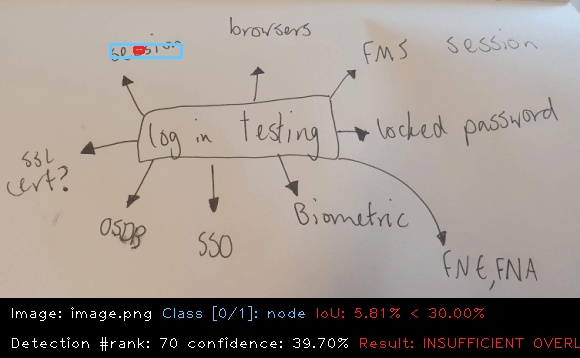 browsers
session
FMS session
log in testing
locked password
SSL
cert?
OSDB
SSO
Biometric
FNE, FNA
Image: image.png Class [0/1]: node IoU: 5.81% < 30.00%
Detection #rank: 70 confidence: 39.70% Result: INSUFFICIENT OVERL